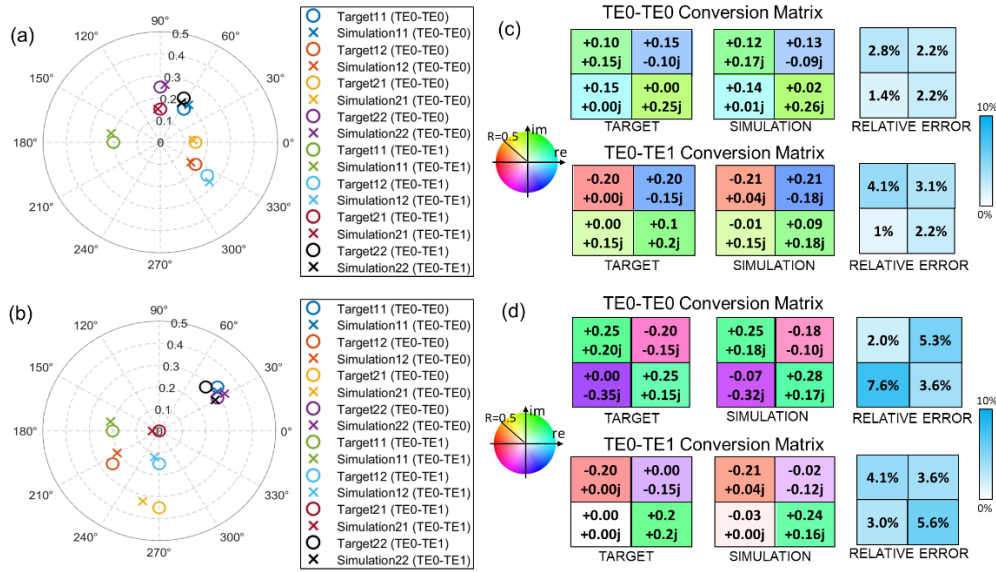 (a)
120°
90°
60°
0.5
0.4
0.3
0.2
0.1
0
150°
30°
180°
0°
210°
330°
240°
270°
300°
Target11 (TE0-TE0)
Simulation11 (TE0-TE0)
Target12 (TE0-TE0)
Simulation12 (TE0-TE0)
Target21 (TE0-TE0)
Simulation21 (TE0-TE0)
Target22 (TE0-TE0)
Simulation22 (TE0-TE0)
Target11 (TE0-TE1)
Simulation11 (TE0-TE1)
Target12 (TE0-TE1)
Simulation12 (TE0-TE1)
Target21 (TE0-TE1)
Simulation21 (TE0-TE1)
Target22 (TE0-TE1)
Simulation22 (TE0-TE1)
(c)
TE0-TE0 Conversion Matrix
+0.10 +0.15
+0.15j -0.10j
+0.15 +0.00
+0.00j +0.25j
TARGET
+0.12 +0.13
+0.17j -0.09j
+0.14 +0.02
+0.01j +0.26j
SIMULATION
2.8% 2.2%
1.4% 2.2%
RELATIVE ERROR
10%
0%
R=0.5
im
re
TE0-TE1 Conversion Matrix
-0.20 +0.20
+0.00j -0.15j
+0.00 +0.1
+0.15j +0.2j
TARGET
-0.21 +0.21
+0.04j -0.18j
-0.01 +0.09
+0.15j +0.18j
SIMULATION
4.1% 3.1%
1% 2.2%
RELATIVE ERROR
(b)
120°
90°
60°
0.5
0.4
0.3
0.2
0.1
0
150°
30°
180°
0°
210°
330°
240°
270°
300°
Target11 (TE0-TE0)
Simulation11 (TE0-TE0)
Target12 (TE0-TE0)
Simulation12 (TE0-TE0)
Target21 (TE0-TE0)
Simulation21 (TE0-TE0)
Target22 (TE0-TE0)
Simulation22 (TE0-TE0)
Target11 (TE0-TE1)
Simulation11 (TE0-TE1)
Target12 (TE0-TE1)
Simulation12 (TE0-TE1)
Target21 (TE0-TE1)
Simulation21 (TE0-TE1)
Target22 (TE0-TE1)
Simulation22 (TE0-TE1)
(d)
TE0-TE0 Conversion Matrix
+0.25 -0.20
+0.20j -0.15j
+0.00 +0.25
-0.35j +0.15j
TARGET
+0.25 -0.18
+0.18j -0.10j
-0.07 +0.28
-0.32j +0.17j
SIMULATION
2.0% 5.3%
7.6% 3.6%
RELATIVE ERROR
10%
0%
R=0.5
im
re
TE0-TE1 Conversion Matrix
-0.20 +0.00
+0.00j -0.15j
+0.00 +0.2
+0.00j +0.2j
TARGET
-0.21 -0.02
+0.04j -0.12j
-0.03 +0.24
+0.00j +0.16j
SIMULATION
4.1% 3.6%
3.0% 5.6%
RELATIVE ERROR